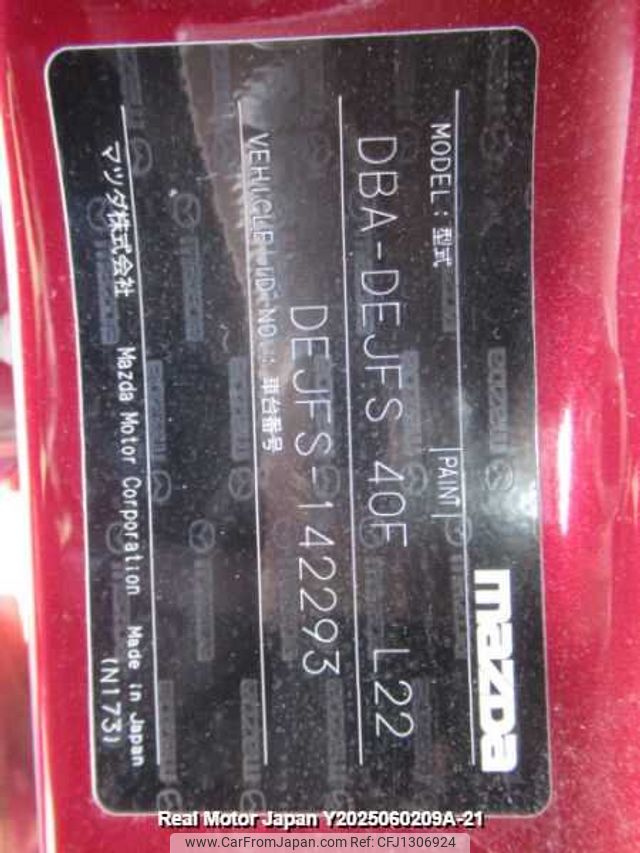 mazda
MODEL:型式 PAINT
DBA-DEJFS 40F L22
VEHICLE ID NO.:車台番号
DEJFS-142293
マツダ株式会社 Mazda Motor Corporation Made in Japan
(N173)
Real Motor Japan Y2025060209A-21
www.CarFromJapan.com Ref:CFJ1306924